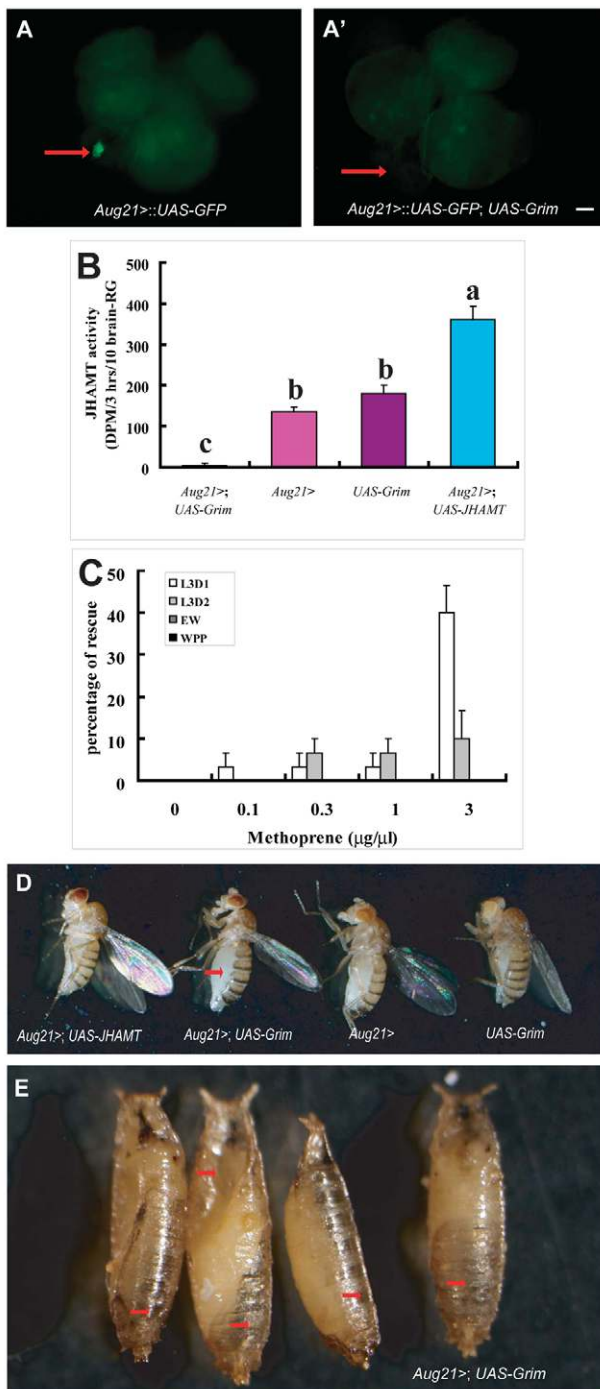 A
Aug21>::UAS-GFP
A'
Aug21>::UAS-GFP; UAS-Grim
B
JHAMT activity
(DPM/3 hrs/10 brain-RG)
500
400
300
200
100
0
c
b
b
a
Aug21>;
UAS-Grim
Aug21>
UAS-Grim
Aug21>;
UAS-JHAMT
C
percentage of rescue
50
40
30
20
10
0
L3D1
L3D2
EW
WPP
0 0.1 0.3 1 3
Methoprene (µg/µl)
D
Aug21>; UAS-JHAMT
Aug21>; UAS-Grim
Aug21>
UAS-Grim
E
Aug21>; UAS-Grim